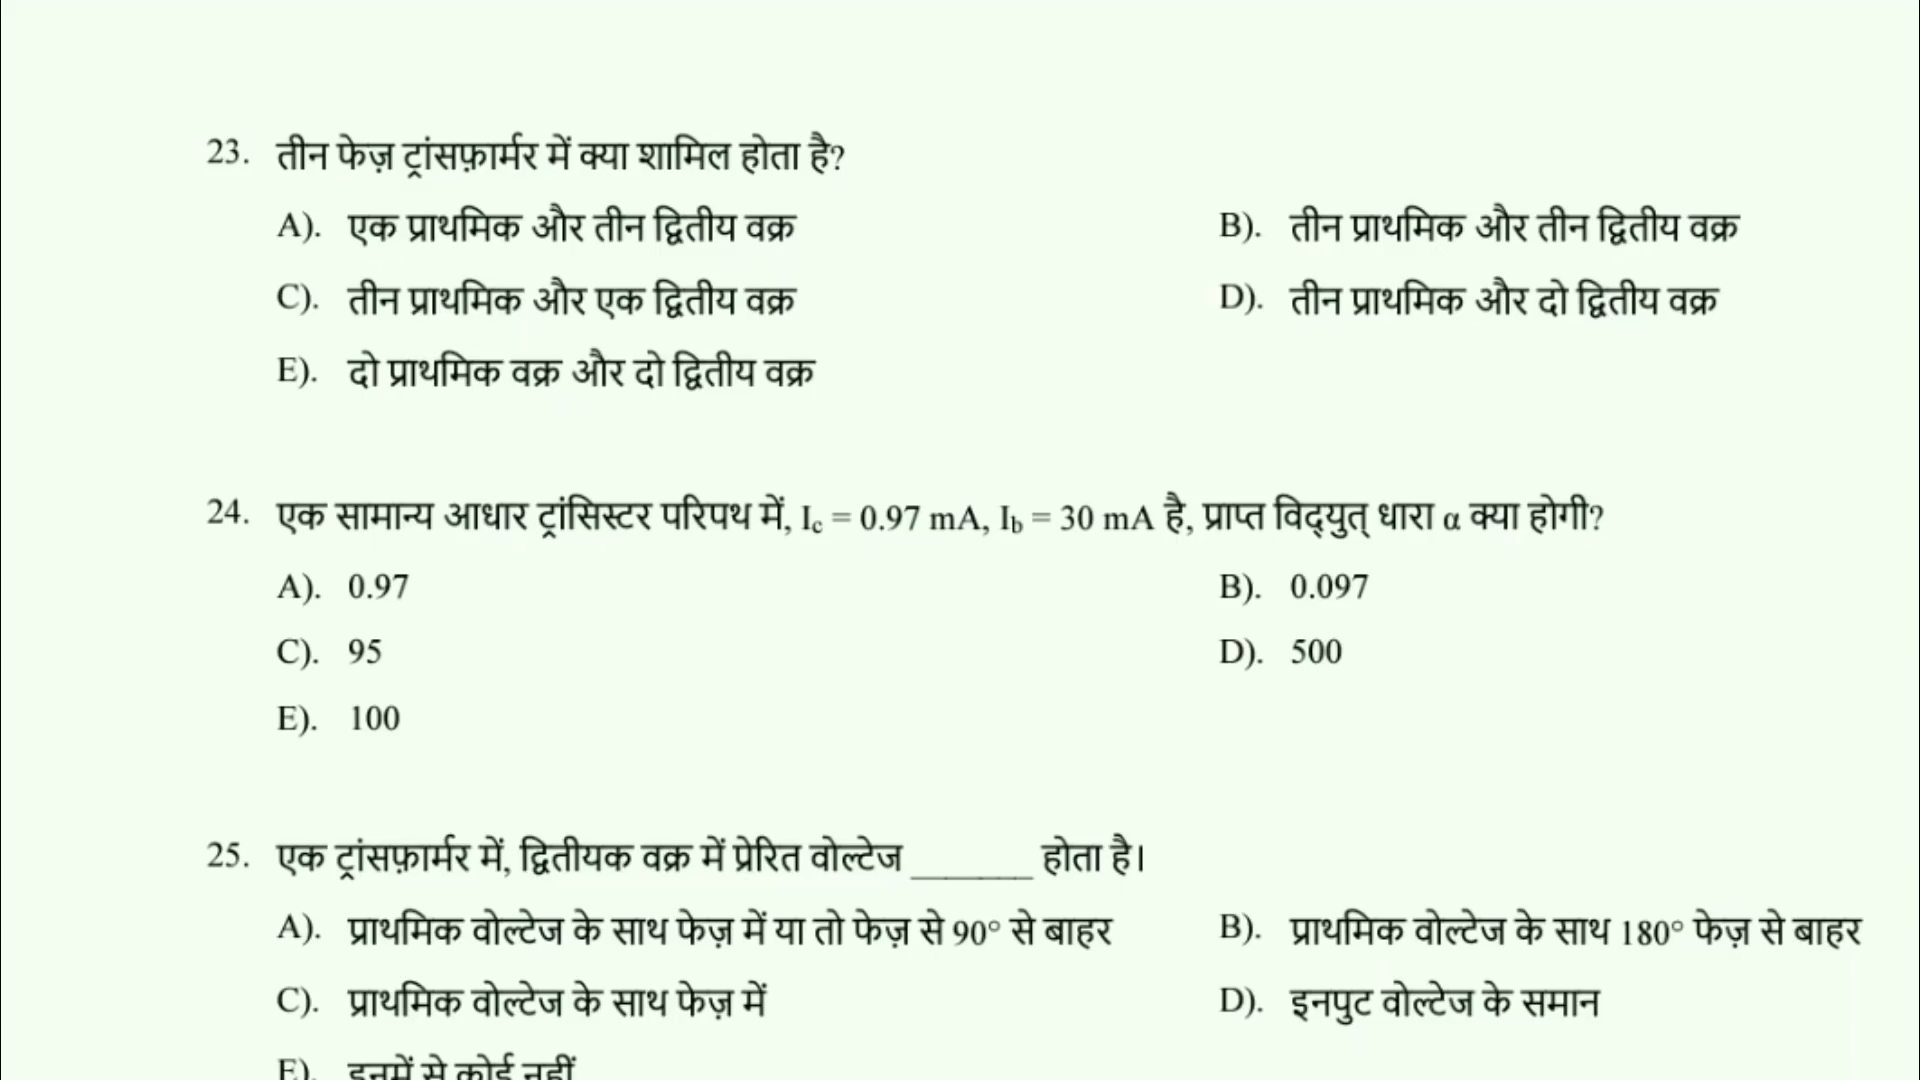 23. तीन फेज़ ट्रांसफ़ार्मर में क्या शामिल होता है?
A). एक प्राथमिक और तीन द्वितीय वक्र B). तीन प्राथमिक और तीन द्वितीय वक्र
C). तीन प्राथमिक और एक द्वितीय वक्र D). तीन प्राथमिक और दो द्वितीय वक्र
E). दो प्राथमिक वक्र और दो द्वितीय वक्र
24. एक सामान्य आधार ट्रांसिस्टर परिपथ में, Ic = 0.97 mA, Ib = 30 mA है, प्राप्त विद्युत् धारा α क्या होगी?
A). 0.97 B). 0.097
C). 95 D). 500
E). 100
25. एक ट्रांसफ़ार्मर में, द्वितीयक वक्र में प्रेरित वोल्टेज _______ होता है।
A). प्राथमिक वोल्टेज के साथ फेज़ में या तो फेज़ से 90° से बाहर B). प्राथमिक वोल्टेज के साथ 180° फेज़ से बाहर
C). प्राथमिक वोल्टेज के साथ फेज़ में D). इनपुट वोल्टेज के समान
E). इनमें से कोई नहीं